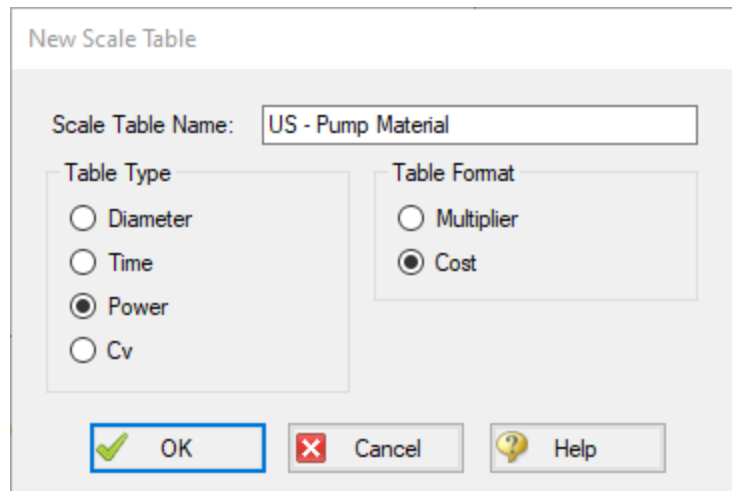 New Scale Table
Scale Table Name: US - Pump Material
Table Type
Diameter
Time
Power
Cv
Table Format
Multiplier
Cost
OK Cancel Help